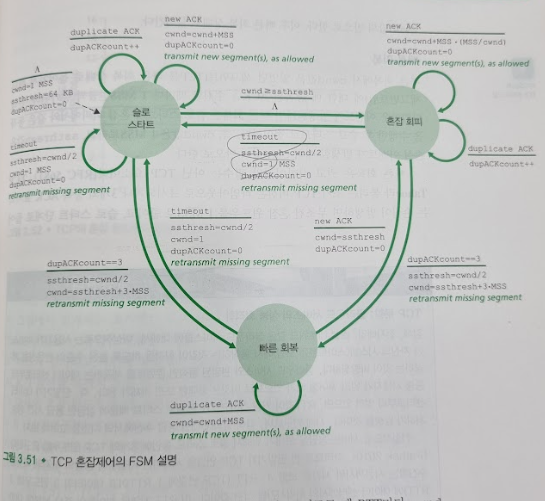 new ACK
cwnd=cwnd+MSS
dupACKcount=0
transmit new segment(s), as allowed
duplicate ACK
dupACKcount++
Λ
cwnd=1 MSS
ssthresh=64 KB
dupACKcount=0
timeout
ssthresh=cwnd/2
cwnd=1 MSS
dupACKcount=0
retransmit missing segment
슬로
스타트
cwnd≥ssthresh
Λ
timeout
ssthresh=cwnd/2
cwnd=1 MSS
dupACKcount=0
retransmit missing segment
new ACK
cwnd=cwnd+MSS·(MSS/cwnd)
dupACKcount=0
transmit new segment(s), as allowed
혼잡 회피
duplicate ACK
dupACKcount++
timeout
ssthresh=cwnd/2
cwnd=1
dupACKcount=0
retransmit missing segment
new ACK
cwnd=ssthresh
dupACKcount=0
dupACKcount==3
ssthresh=cwnd/2
cwnd=ssthresh+3·MSS
retransmit missing segment
dupACKcount==3
ssthresh=cwnd/2
cwnd=ssthresh+3·MSS
retransmit missing segment
빠른 회복
duplicate ACK
cwnd=cwnd+MSS
transmit new segment(s), as allowed
그림 3.51 • TCP 혼잡제어의 FSM 설명